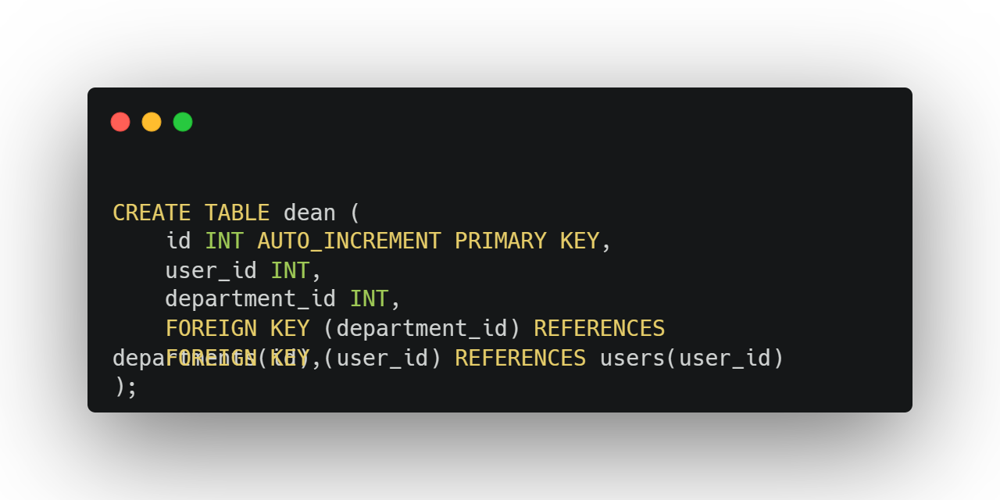 CREATE TABLE dean (
    id INT AUTO_INCREMENT PRIMARY KEY,
    user_id INT,
    department_id INT,
    FOREIGN KEY (department_id) REFERENCES
departments(id),
    FOREIGN KEY (user_id) REFERENCES users(user_id)
);